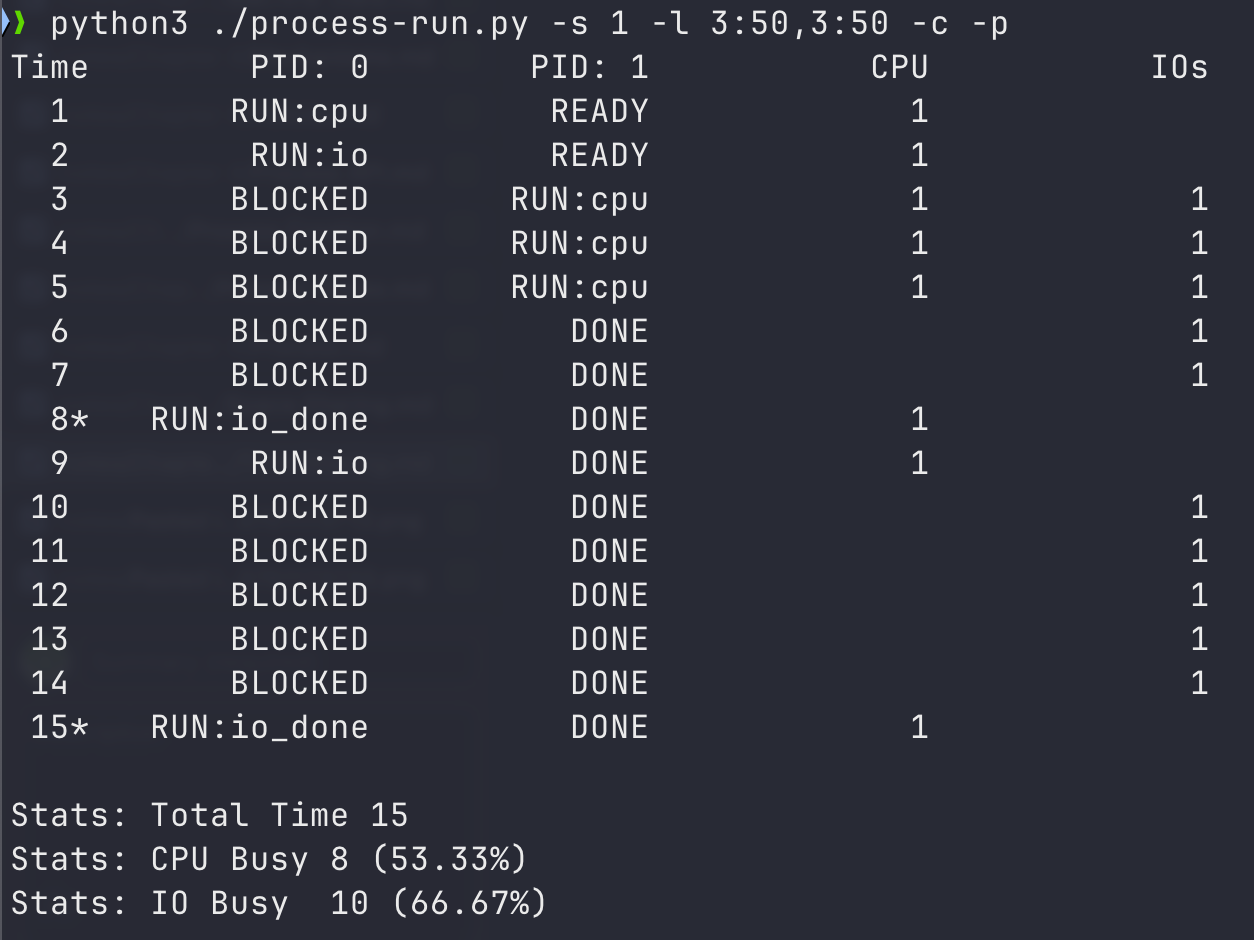 ❯ python3 ./process-run.py -s 1 -l 3:50,3:50 -c -p
Time        PID: 0        PID: 1           CPU           IOs
  1        RUN:cpu         READY             1
  2         RUN:io         READY             1
  3        BLOCKED       RUN:cpu             1             1
  4        BLOCKED       RUN:cpu             1             1
  5        BLOCKED       RUN:cpu             1             1
  6        BLOCKED          DONE                           1
  7        BLOCKED          DONE                           1
  8*   RUN:io_done          DONE             1
  9         RUN:io          DONE             1
 10        BLOCKED          DONE                           1
 11        BLOCKED          DONE                           1
 12        BLOCKED          DONE                           1
 13        BLOCKED          DONE                           1
 14        BLOCKED          DONE                           1
 15*   RUN:io_done          DONE             1
Stats: Total Time 15
Stats: CPU Busy 8 (53.33%)
Stats: IO Busy  10 (66.67%)